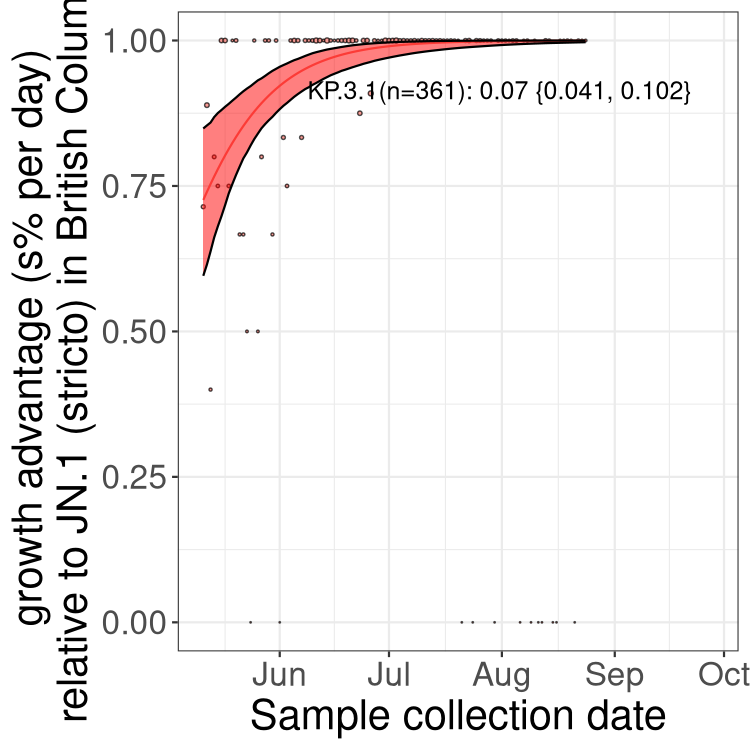 growth advantage (s% per day)
relative to JN.1 (stricto) in British Colum
1.00
0.75
0.50
0.25
0.00
KP.3.1(n=361): 0.07 {0.041, 0.102}
Jun Jul Aug Sep Oct
Sample collection date